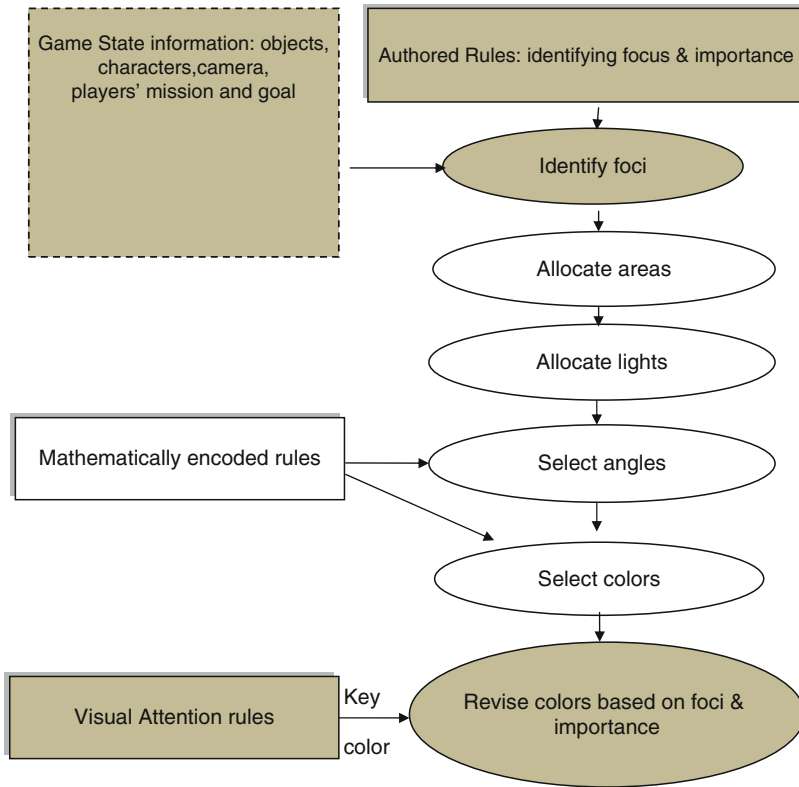 Game State information: objects,
characters,camera,
players' mission and goal
Authored Rules: identifying focus & importance
Identify foci
Allocate areas
Allocate lights
Mathematically encoded rules
Select angles
Select colors
Visual Attention rules
Key
color
Revise colors based on foci &
importance